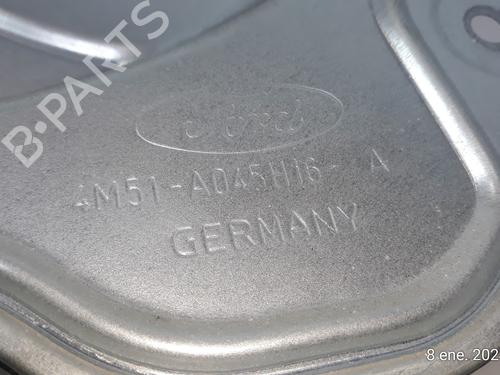 B-PARTS
Ford
4M51-A045H16- A
GERMANY
8 ene. 202